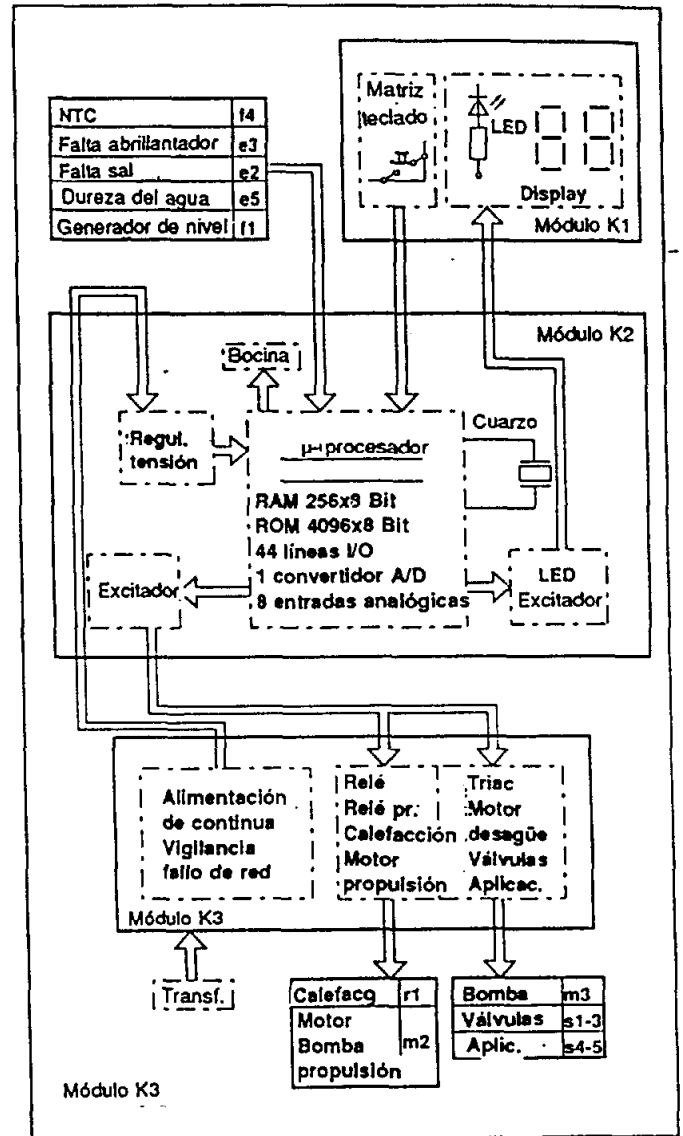 NTC f4
Falta abrillantador e3
Falta sal e2
Dureza del agua e5
Generador de nivel f1
Matriz
teclado
LED
Display
Módulo K1
Módulo K2
Bocina
Regul.
tensión
µ-procesador
RAM 256x8 Bit
ROM 4096x8 Bit
44 líneas I/O
1 convertidor A/D
8 entradas analógicas
Cuarzo
Excitador
LED
Excitador
Alimentación
de continua
Vigilancia
fallo de red
Relé
Relé pr.
Calefacción
Motor
propulsión
Triac
Motor
desagüe
Válvulas
Aplicac.
Módulo K3
Transf.
Calefacq r1
Motor
Bomba m2
propulsión
Bomba m3
Válvulas s1-3
Aplic. s4-5
Módulo K3